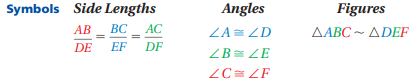 Symbols Side Lengths Angles Figures
AB/DE = BC/EF = AC/DF ∠A ≅ ∠D △ABC ~ △DEF
∠B ≅ ∠E
∠C ≅ ∠F